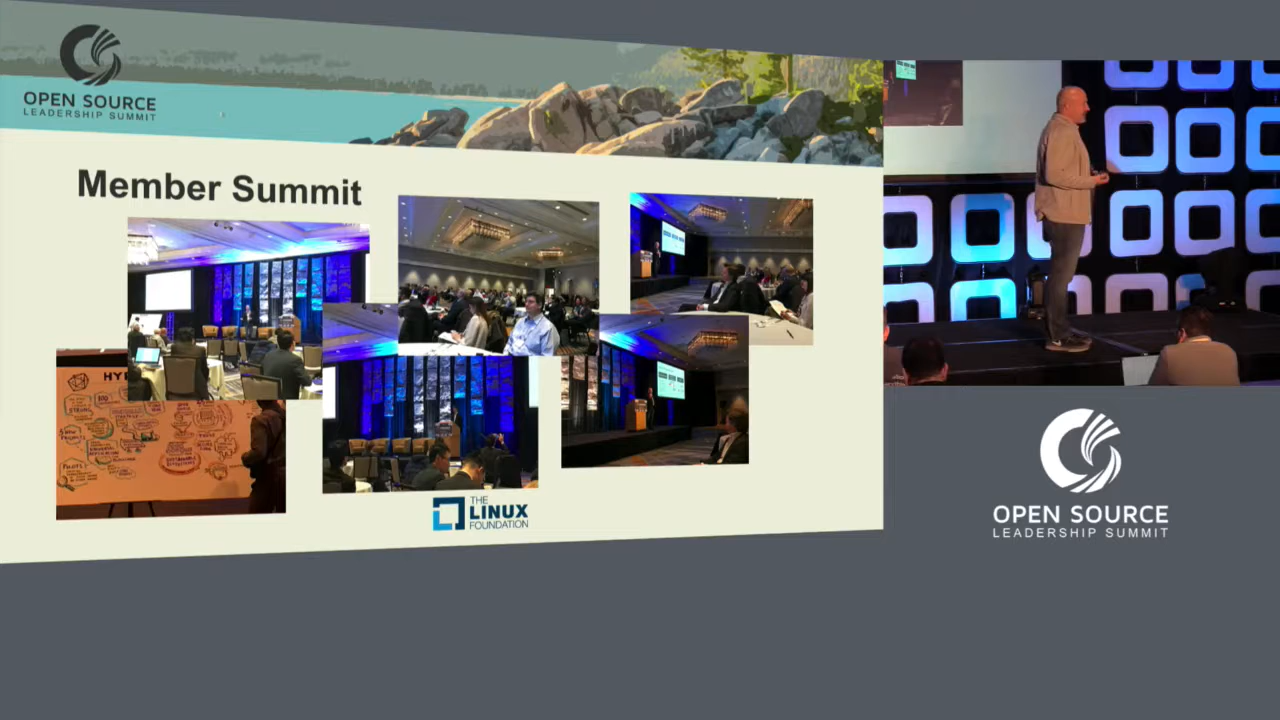 OPEN SOURCE
LEADERSHIP SUMMIT
Member Summit
THE
LINUX
FOUNDATION
OPEN SOURCE
LEADERSHIP SUMMIT